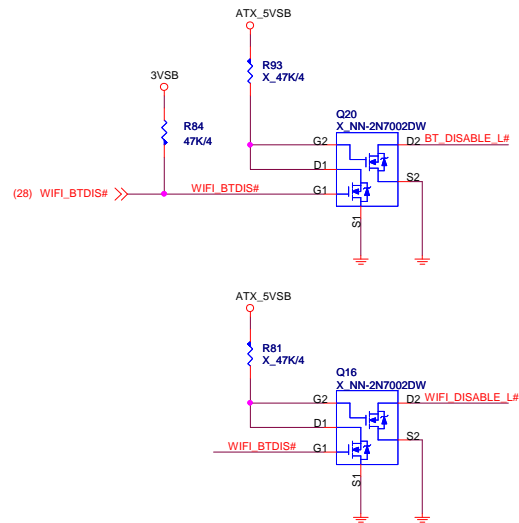 ATX_5VSB
R93
X_47K/4
3VSB
R84
47K/4
Q20
X_NN-2N7002DW
G2
D2
BT_DISABLE_L#
D1
S2
(28) WIFI_BTDIS#
WIFI_BTDIS#
G1
S1
ATX_5VSB
R81
X_47K/4
Q16
X_NN-2N7002DW
G2
D2
WIFI_DISABLE_L#
D1
S2
WIFI_BTDIS#
G1
S1